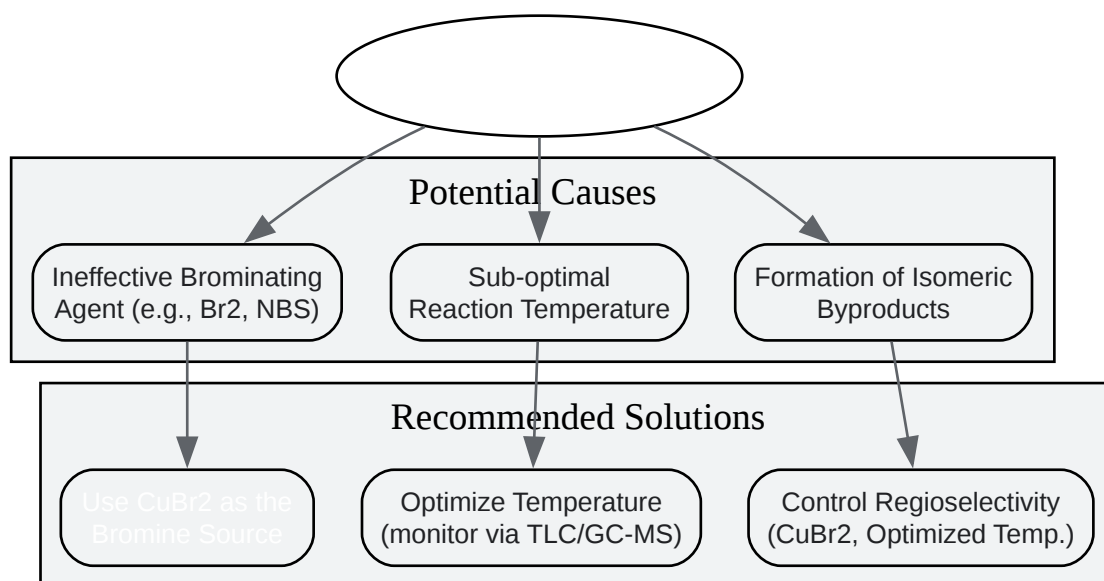 Potential Causes
Ineffective Brominating
Agent (e.g., Br2, NBS)
Sub-optimal
Reaction Temperature
Formation of Isomeric
Byproducts
Recommended Solutions
Use CuBr2 as the
Bromine Source
Optimize Temperature
(monitor via TLC/GC-MS)
Control Regioselectivity
(CuBr2, Optimized Temp.)